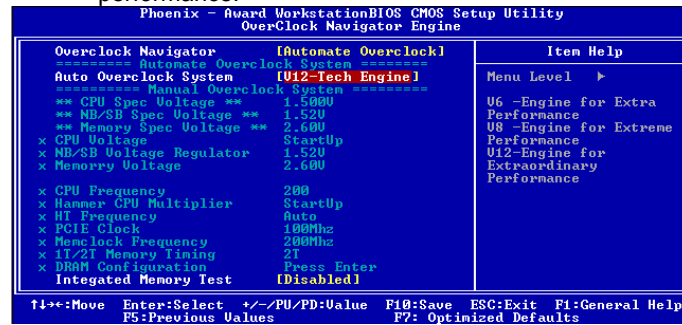 performance.
Phoenix - Award WorkstationBIOS CMOS Setup Utility
OverClock Navigator Engine
Overclock Navigator [Automate Overclock]
========= Automate Overclock System ========
Auto Overclock System [V12-Tech Engine]
========== Manual Overclock System =========
** CPU Spec Voltage ** 1.500V
** NB/SB Spec Voltage ** 1.52V
** Memory Spec Voltage ** 2.60V
x CPU Voltage StartUp
x NB/SB Voltage Regulator 1.52V
x Memorry Voltage 2.60V
x CPU Frequency 200
x Hammer CPU Multiplier StartUp
x HT Frequency Auto
x PCIE Clock 100Mhz
x Memclock Frequency 200Mhz
x 1T/2T Memory Timing 2T
x DRAM Configuration Press Enter
Integated Memory Test [Disabled]
Item Help
Menu Level ▶
V6 -Engine for Extra
Performance
V8 -Engine for Extreme
Performance
V12-Engine for
Extraordinary
Performance
↑↓→←:Move Enter:Select +/-/PU/PD:Value F10:Save ESC:Exit F1:General Help
F5:Previous Values F7: Optimized Defaults